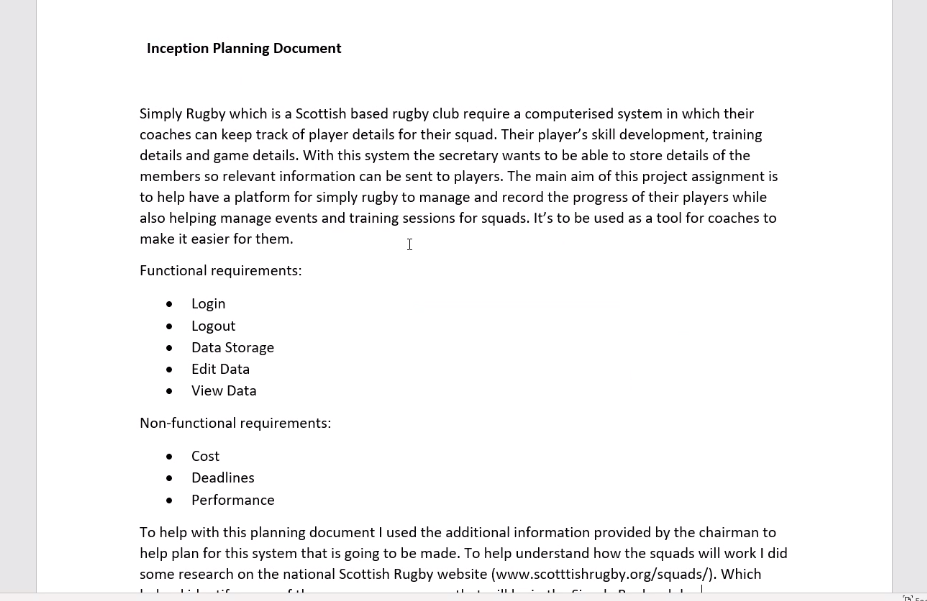 Inception Planning Document
Simply Rugby which is a Scottish based rugby club require a computerised system in which their
coaches can keep track of player details for their squad. Their player’s skill development, training
details and game details. With this system the secretary wants to be able to store details of the
members so relevant information can be sent to players. The main aim of this project assignment is
to help have a platform for simply rugby to manage and record the progress of their players while
also helping manage events and training sessions for squads. It’s to be used as a tool for coaches to
make it easier for them.
Functional requirements:
• Login
• Logout
• Data Storage
• Edit Data
• View Data
Non-functional requirements:
• Cost
• Deadlines
• Performance
To help with this planning document I used the additional information provided by the chairman to
help plan for this system that is going to be made. To help understand how the squads will work I did
some research on the national Scottish Rugby website (www.scotttishrugby.org/squads/). Which